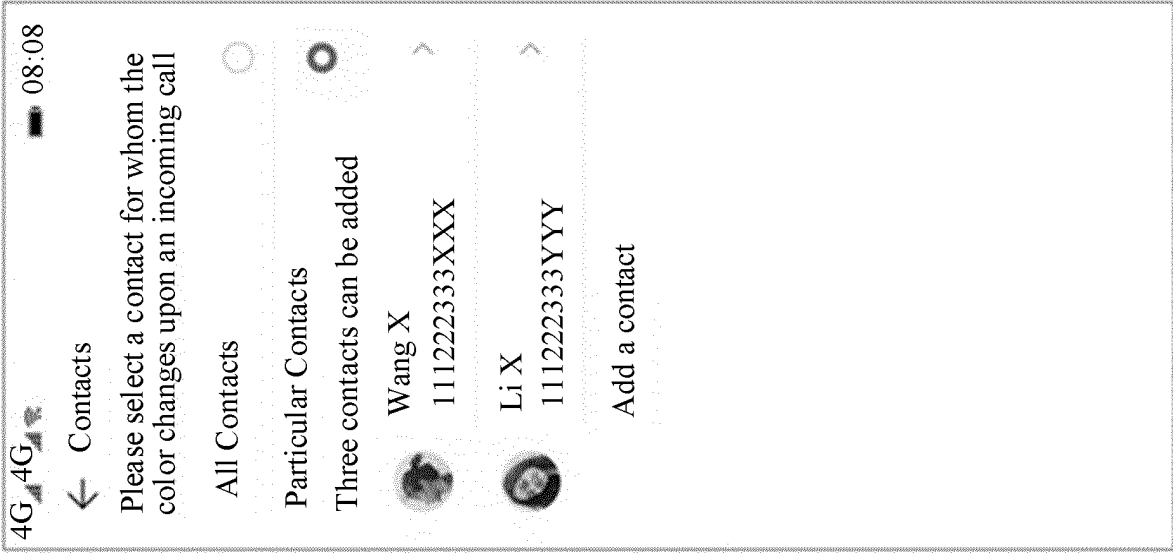 4G 4G 08:08
Contacts
Please select a contact for whom the
color changes upon an incoming call
All Contacts
Particular Contacts
Three contacts can be added
Wang X
111222333XXX
Li X
111222333YYY
Add a contact